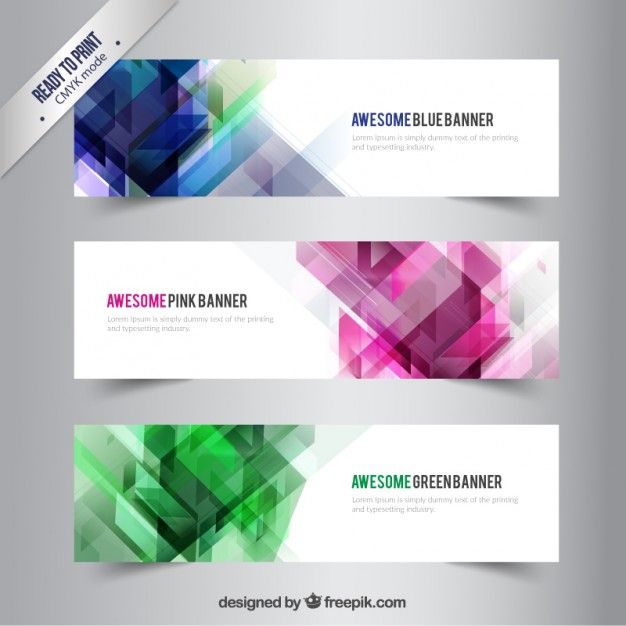 READY TO PRINT
CMYK mode
AWESOME BLUE BANNER
Lorem Ipsum is simply dummy text of the printing
and typesetting industry.
AWESOME PINK BANNER
Lorem Ipsum is simply dummy text of the printing
and typesetting industry.
AWESOME GREEN BANNER
Lorem Ipsum is simply dummy text of the printing
and typesetting industry.
designed by freepik.com